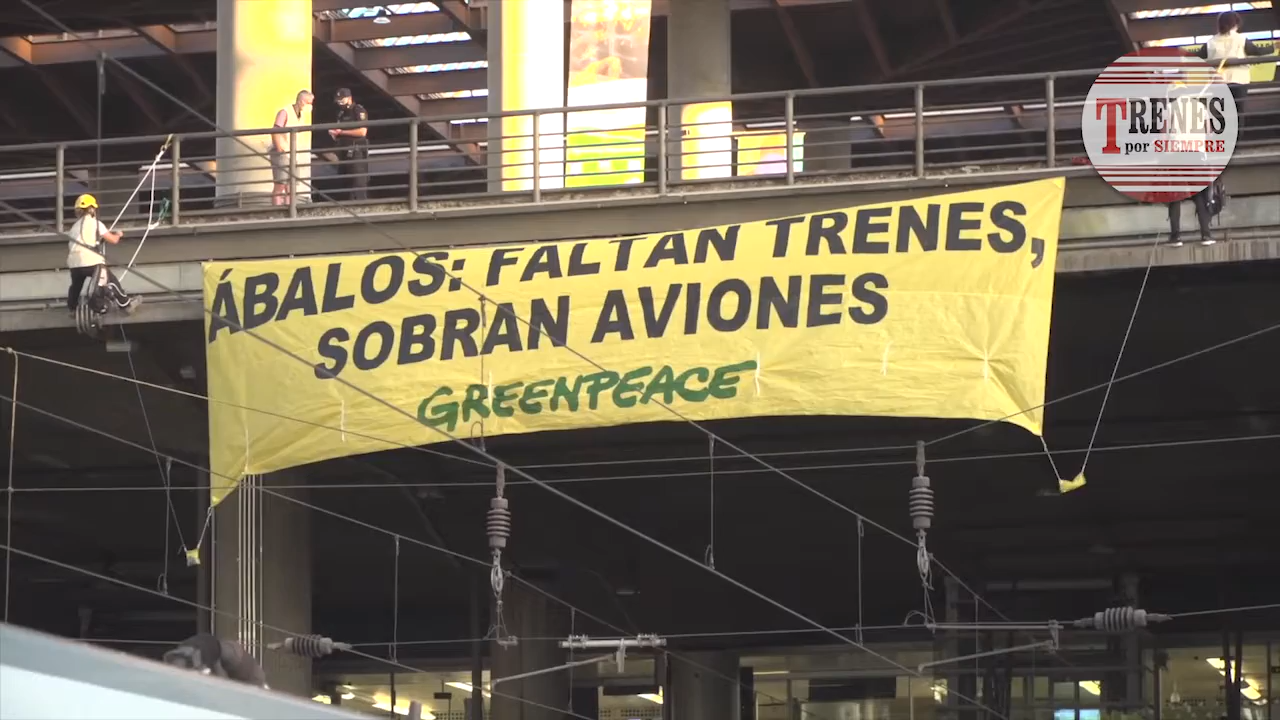 TRENES
por SIEMPRE
ÁBALOS: FALTAN TRENES,
SOBRAN AVIONES
GREENPEACE